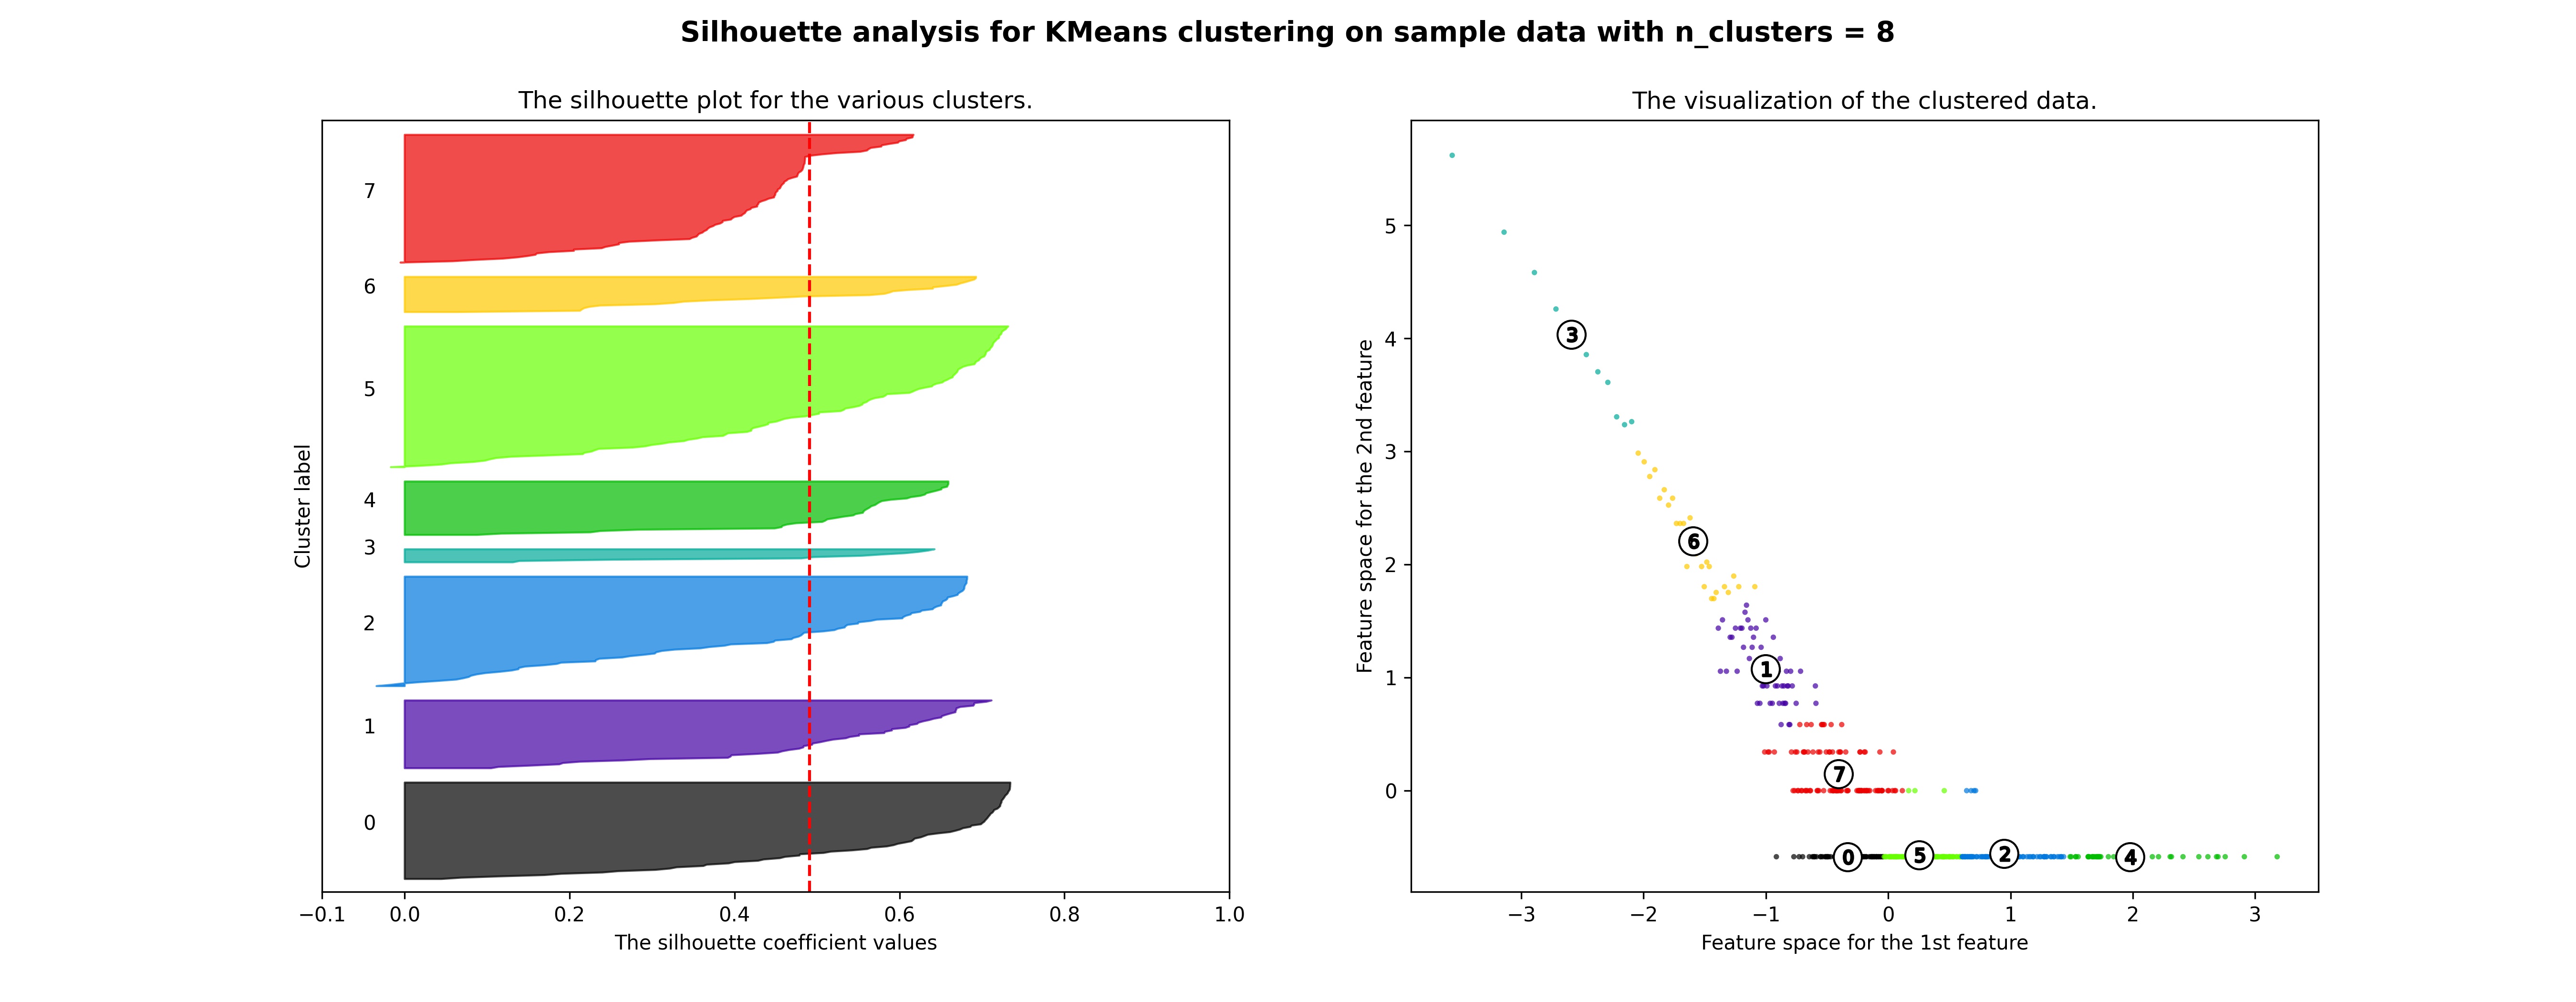 Silhouette analysis for KMeans clustering on sample data with n_clusters = 8
The silhouette plot for the various clusters.
7
6
5
4
3
2
1
0
Cluster label
−0.1 0.0 0.2 0.4 0.6 0.8 1.0
The silhouette coefficient values
The visualization of the clustered data.
5
4
3
2
1
0
Feature space for the 2nd feature
3
6
1
7
0 5 2 4
−3 −2 −1 0 1 2 3
Feature space for the 1st feature